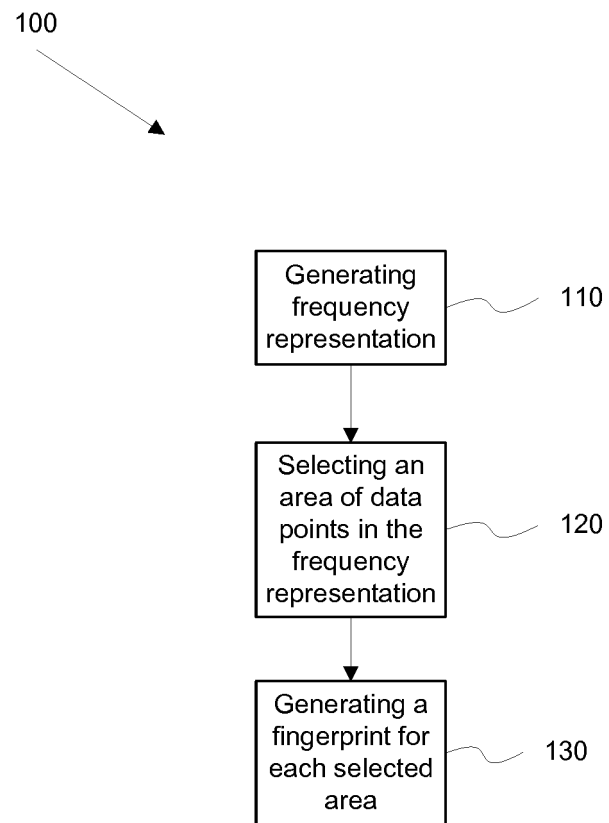 100
Generating
frequency
representation
110
Selecting an
area of data
points in the
frequency
representation
120
Generating a
fingerprint for
each selected
area
130